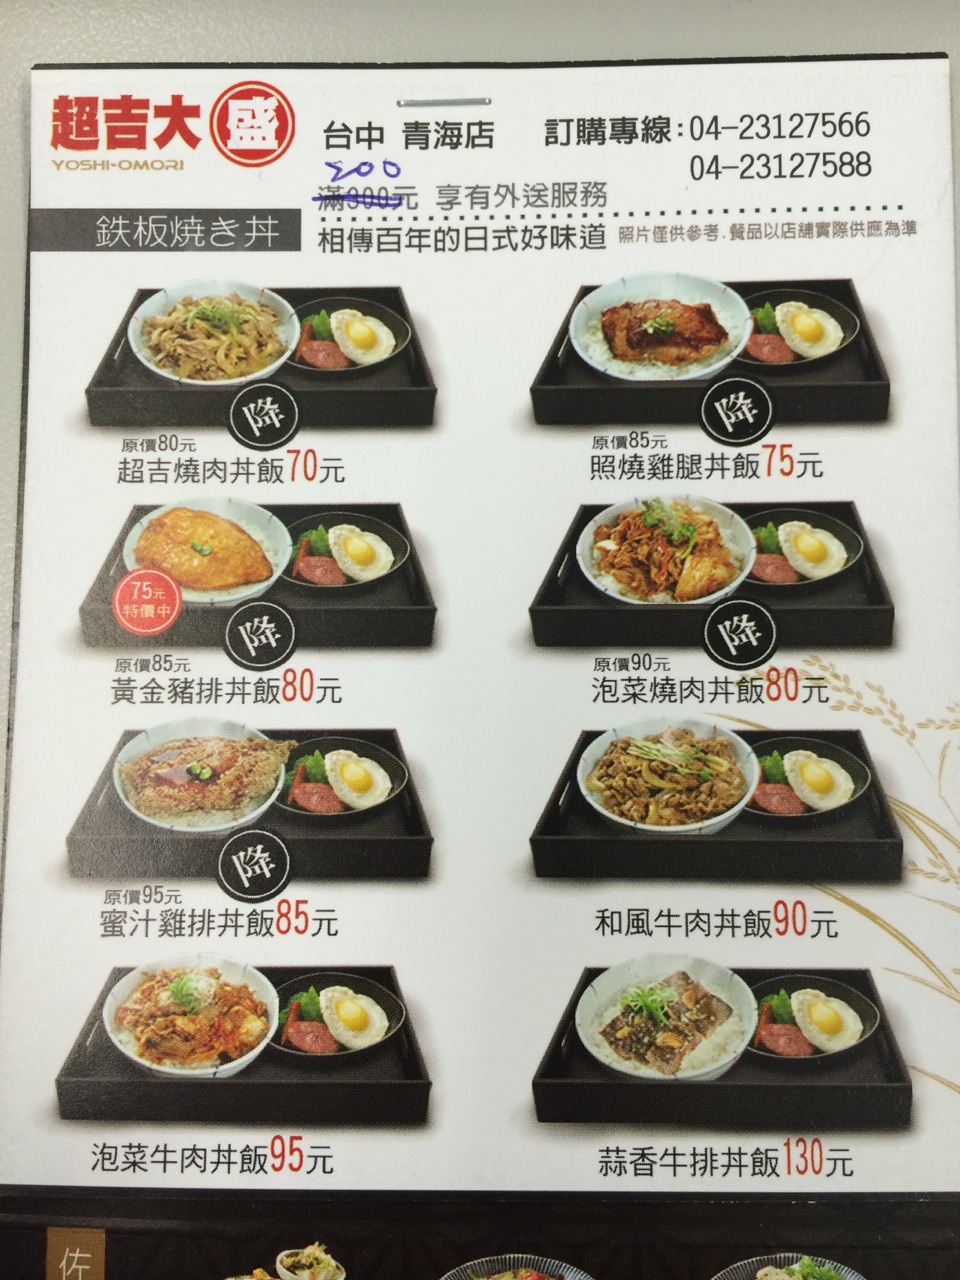 超吉大盛
YOSHI-OMORI
台中 青海店
訂購專線:04-23127566
04-23127588
200
滿300元 享有外送服務
鉄板焼き丼
相傳百年的日式好味道 照片僅供參考.餐品以店舖實際供應為準
降
原價80元
超吉燒肉丼飯70元
降
原價85元
照燒雞腿丼飯75元
75元
特價中
降
原價85元
黃金豬排丼飯80元
降
原價90元
泡菜燒肉丼飯80元
降
原價95元
蜜汁雞排丼飯85元
和風牛肉丼飯90元
泡菜牛肉丼飯95元
蒜香牛排丼飯130元
佐